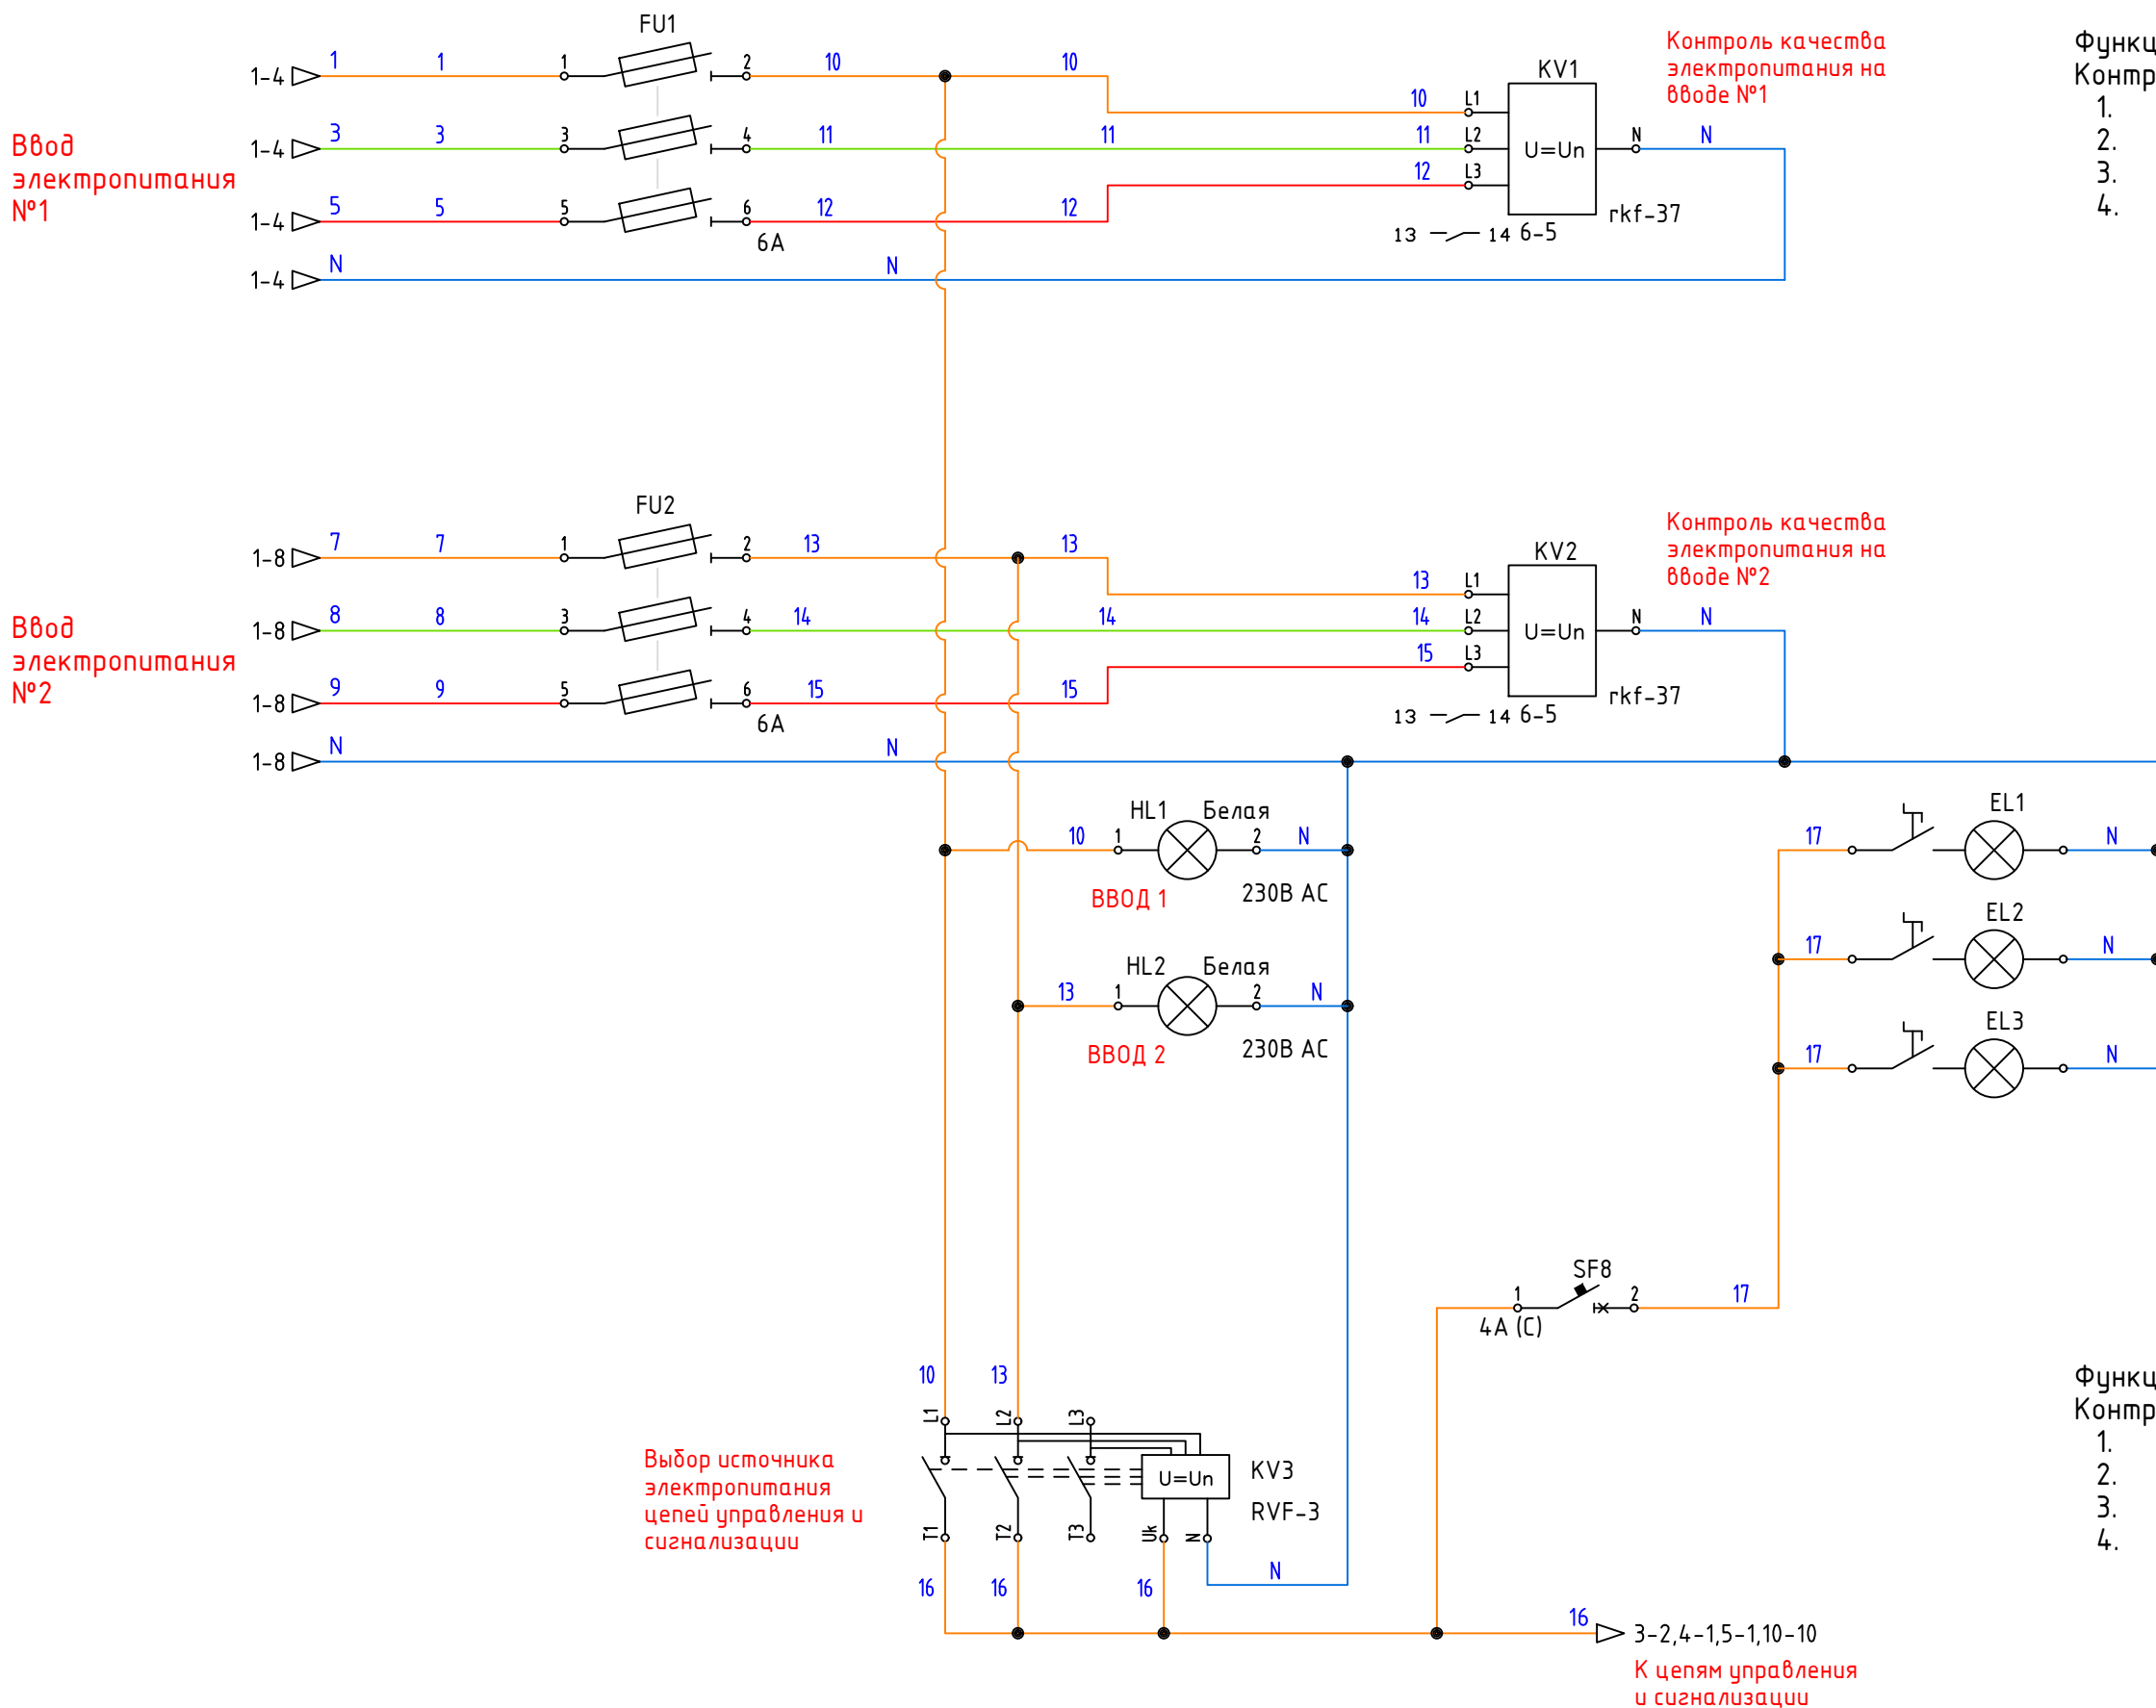 FU1
1-4 1 1 1 2 10 10
1-4 3 3 3 4 11 11
1-4 5 5 5 6 12 12
6А
1-4 N N
Ввод
электропитания
№1
KV1
10 L1
11 L2
12 L3
U=Un
N N
rkf-37
13 14 6-5
Контроль качества
электропитания на
вводе №1
Функц
Контр
1.
2.
3.
4.
FU2
1-8 7 7 1 2 13 13
1-8 8 8 3 4 14 14
1-8 9 9 5 6 15 15
6А
1-8 N N
Ввод
электропитания
№2
KV2
13 L1
14 L2
15 L3
U=Un
N N
rkf-37
13 14 6-5
Контроль качества
электропитания на
вводе №2
HL1 Белая
10 1 2 N
ВВОД 1 230В АС
HL2 Белая
13 1 2 N
ВВОД 2 230В АС
EL1
17 N
EL2
17 N
EL3
17 N
SF8
1 2 17
4А (С)
10 13
L1 L2 L3
Выбор источника
электропитания
цепей управления и
сигнализации
U=Un
KV3
RVF-3
T1 T2 T3 Uk N
16 16 16 N
16 3-2,4-1,5-1,10-10
К цепям управления
и сигнализации
Функц
Контр
1.
2.
3.
4.